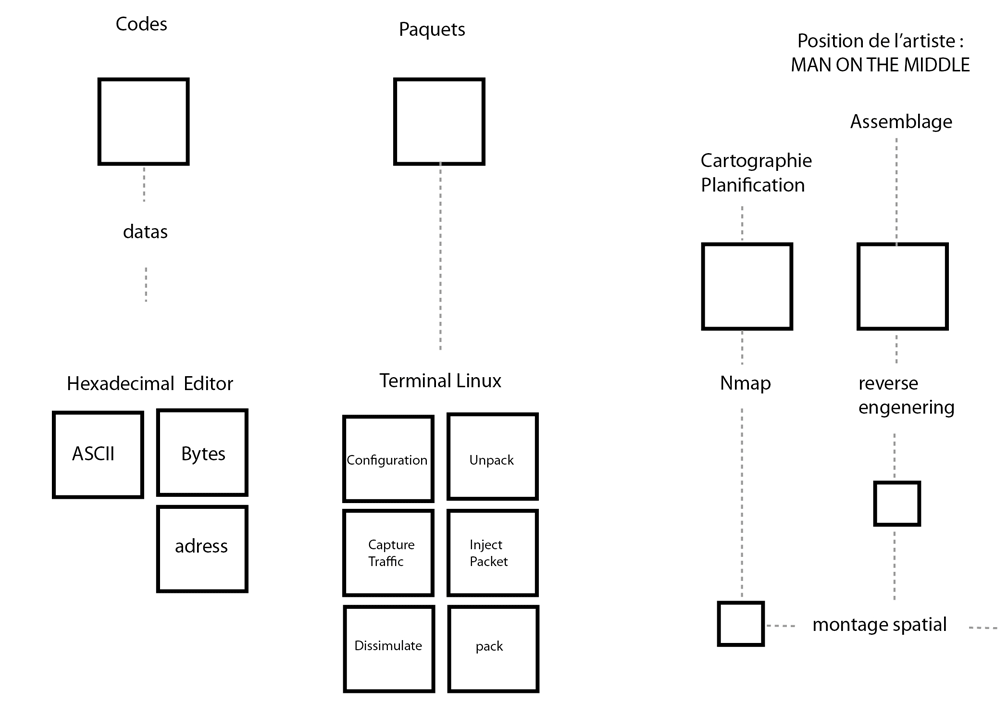 Codes
Paquets
Position de l'artiste :
MAN ON THE MIDDLE
Assemblage
Cartographie
Planification
datas
Hexadecimal Editor
Terminal Linux
Nmap
reverse
engenering
ASCII
Bytes
adress
Configuration
Unpack
Capture
Traffic
Inject
Packet
Dissimulate
pack
montage spatial